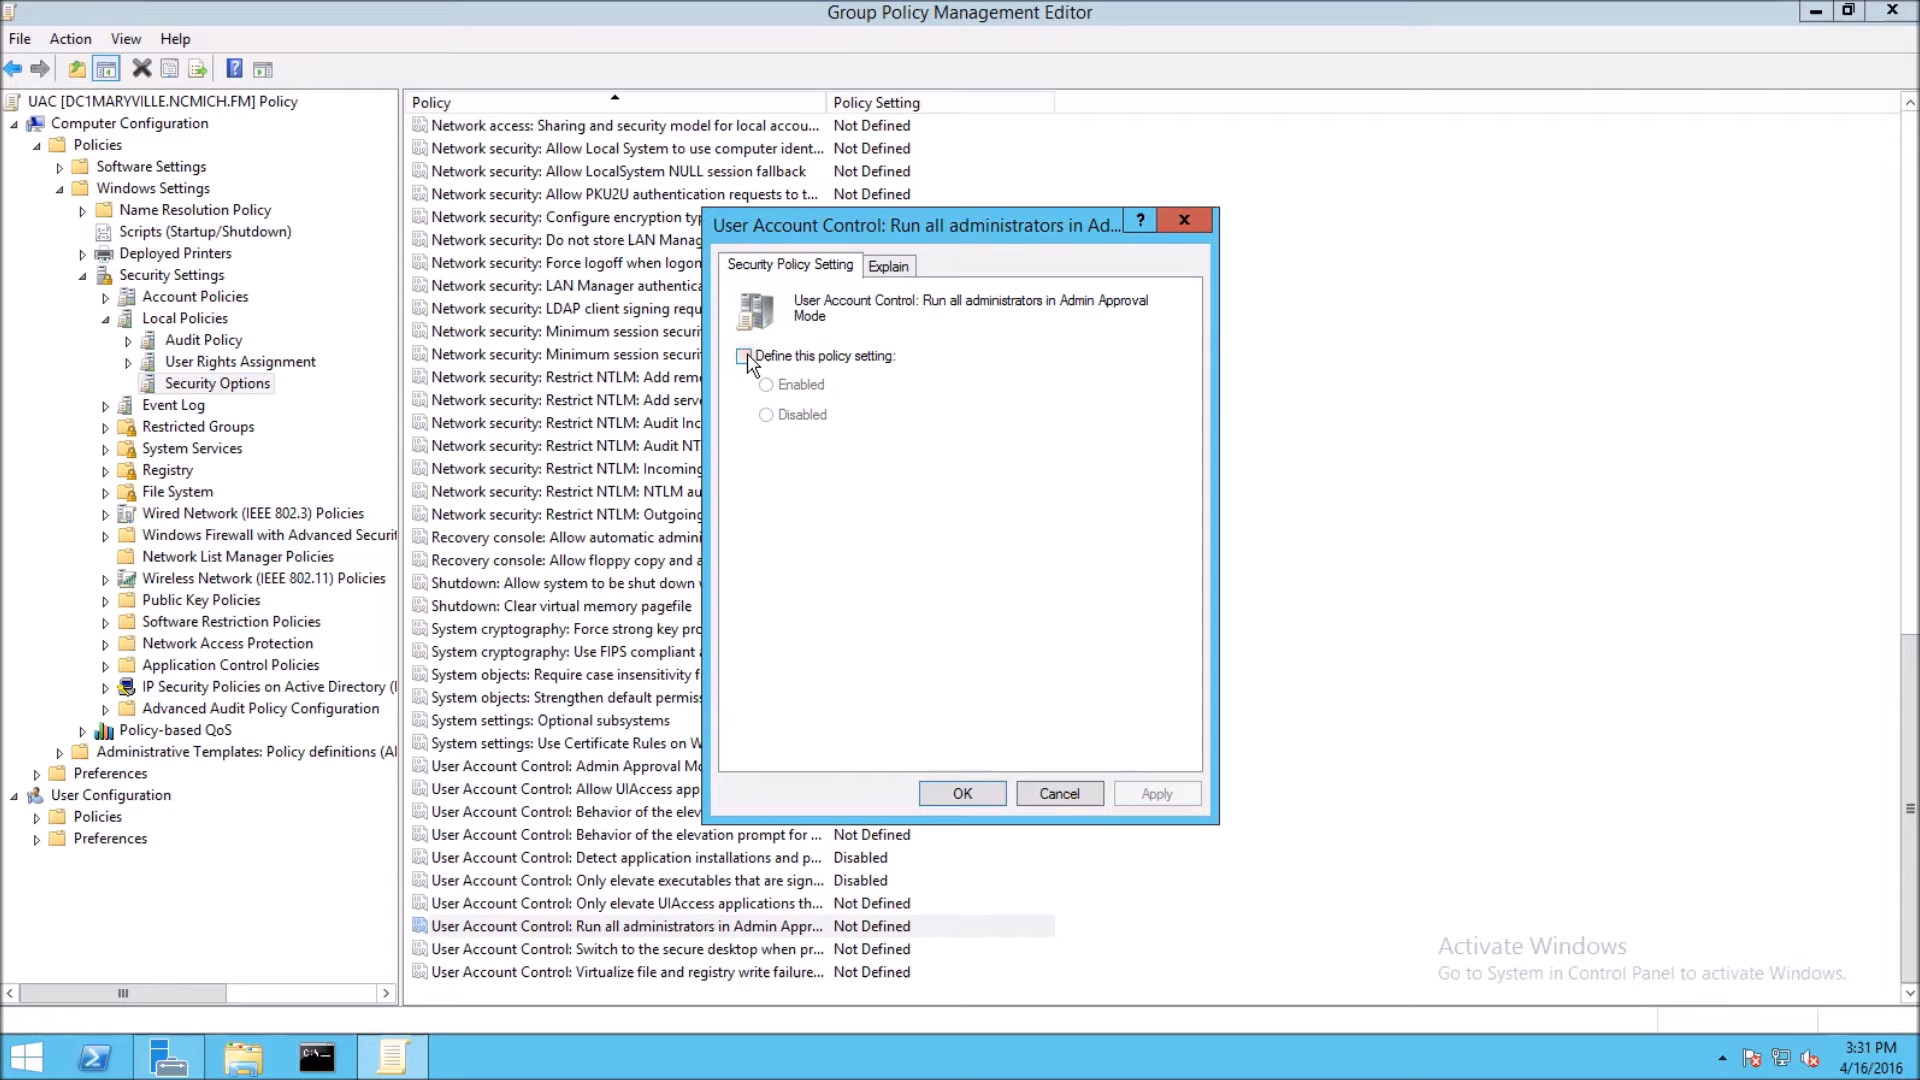 Group Policy Management Editor
File Action View Help
UAC [DC1MARYVILLE.NCMICH.FM] Policy
Computer Configuration
Policies
Software Settings
Windows Settings
Name Resolution Policy
Scripts (Startup/Shutdown)
Deployed Printers
Security Settings
Account Policies
Local Policies
Audit Policy
User Rights Assignment
Security Options
Event Log
Restricted Groups
System Services
Registry
File System
Wired Network (IEEE 802.3) Policies
Windows Firewall with Advanced Securi
Network List Manager Policies
Wireless Network (IEEE 802.11) Policies
Public Key Policies
Software Restriction Policies
Network Access Protection
Application Control Policies
IP Security Policies on Active Directory (
Advanced Audit Policy Configuration
Policy-based QoS
Administrative Templates: Policy definitions (A
Preferences
User Configuration
Policies
Preferences
Policy Policy Setting
Network access: Sharing and security model for local accou... Not Defined
Network security: Allow Local System to use computer ident... Not Defined
Network security: Allow LocalSystem NULL session fallback Not Defined
Network security: Allow PKU2U authentication requests to t... Not Defined
Network security: Configure encryption typ
Network security: Do not store LAN Manag
Network security: Force logoff when logon
Network security: LAN Manager authentica
Network security: LDAP client signing requ
Network security: Minimum session securi
Network security: Minimum session securi
Network security: Restrict NTLM: Add rem
Network security: Restrict NTLM: Add serve
Network security: Restrict NTLM: Audit Inc
Network security: Restrict NTLM: Audit NT
Network security: Restrict NTLM: Incoming
Network security: Restrict NTLM: NTLM au
Network security: Restrict NTLM: Outgoing
Recovery console: Allow automatic admini
Recovery console: Allow floppy copy and a
Shutdown: Allow system to be shut down w
Shutdown: Clear virtual memory pagefile
System cryptography: Force strong key pro
System cryptography: Use FIPS compliant a
System objects: Require case insensitivity f
System objects: Strengthen default permis
System settings: Optional subsystems
System settings: Use Certificate Rules on W
User Account Control: Admin Approval Mo
User Account Control: Allow UIAccess app
User Account Control: Behavior of the elev
User Account Control: Behavior of the elevation prompt for ... Not Defined
User Account Control: Detect application installations and p... Disabled
User Account Control: Only elevate executables that are sign... Disabled
User Account Control: Only elevate UIAccess applications th... Not Defined
User Account Control: Run all administrators in Admin Appr... Not Defined
User Account Control: Switch to the secure desktop when pr... Not Defined
User Account Control: Virtualize file and registry write failure... Not Defined
User Account Control: Run all administrators in Ad... ? x
Security Policy Setting Explain
User Account Control: Run all administrators in Admin Approval
Mode
Define this policy setting:
Enabled
Disabled
OK Cancel Apply
Activate Windows
Go to System in Control Panel to activate Windows.
3:31 PM
4/16/2016